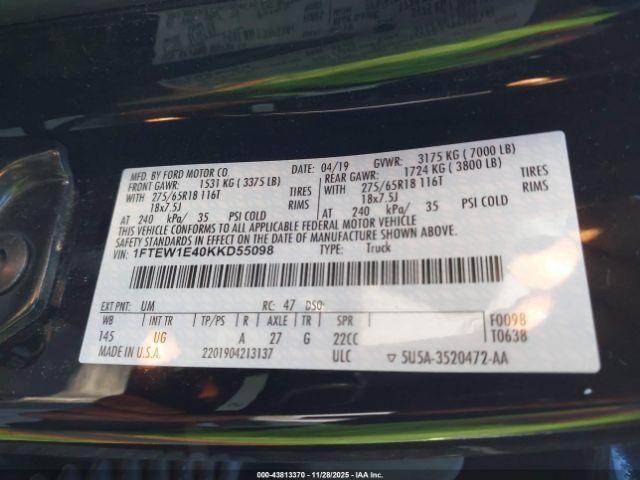 MFD. BY FORD MOTOR CO. DATE: 04/19 GVWR: 3175 KG ( 7000 LB)
FRONT GAWR: 1531 KG ( 3375 LB) REAR GAWR: 1724 KG ( 3800 LB)
WITH 275/65R18 116T TIRES WITH 275/65R18 116T TIRES
18x7.5J RIMS 18x7.5J RIMS
AT 240 kPa/ 35 PSI COLD AT 240 kPa/ 35 PSI COLD
THIS VEHICLE CONFORMS TO ALL APPLICABLE FEDERAL MOTOR VEHICLE
SAFETY STANDARDS IN EFFECT ON THE DATE OF MANUFACTURE SHOWN ABOVE.
VIN: 1FTEW1E40KKD55098 TYPE: Truck
EXT PNT: UM RC: 47 DSO: F0098
WB INT TR TP/PS R AXLE TR SPR T0638
145 UG A 27 G 22CC
MADE IN U.S.A. 2201904213137 ULC ▽ 5U5A-3520472-AA
000-43813370 | 11/28/2025 - IAA, Inc.